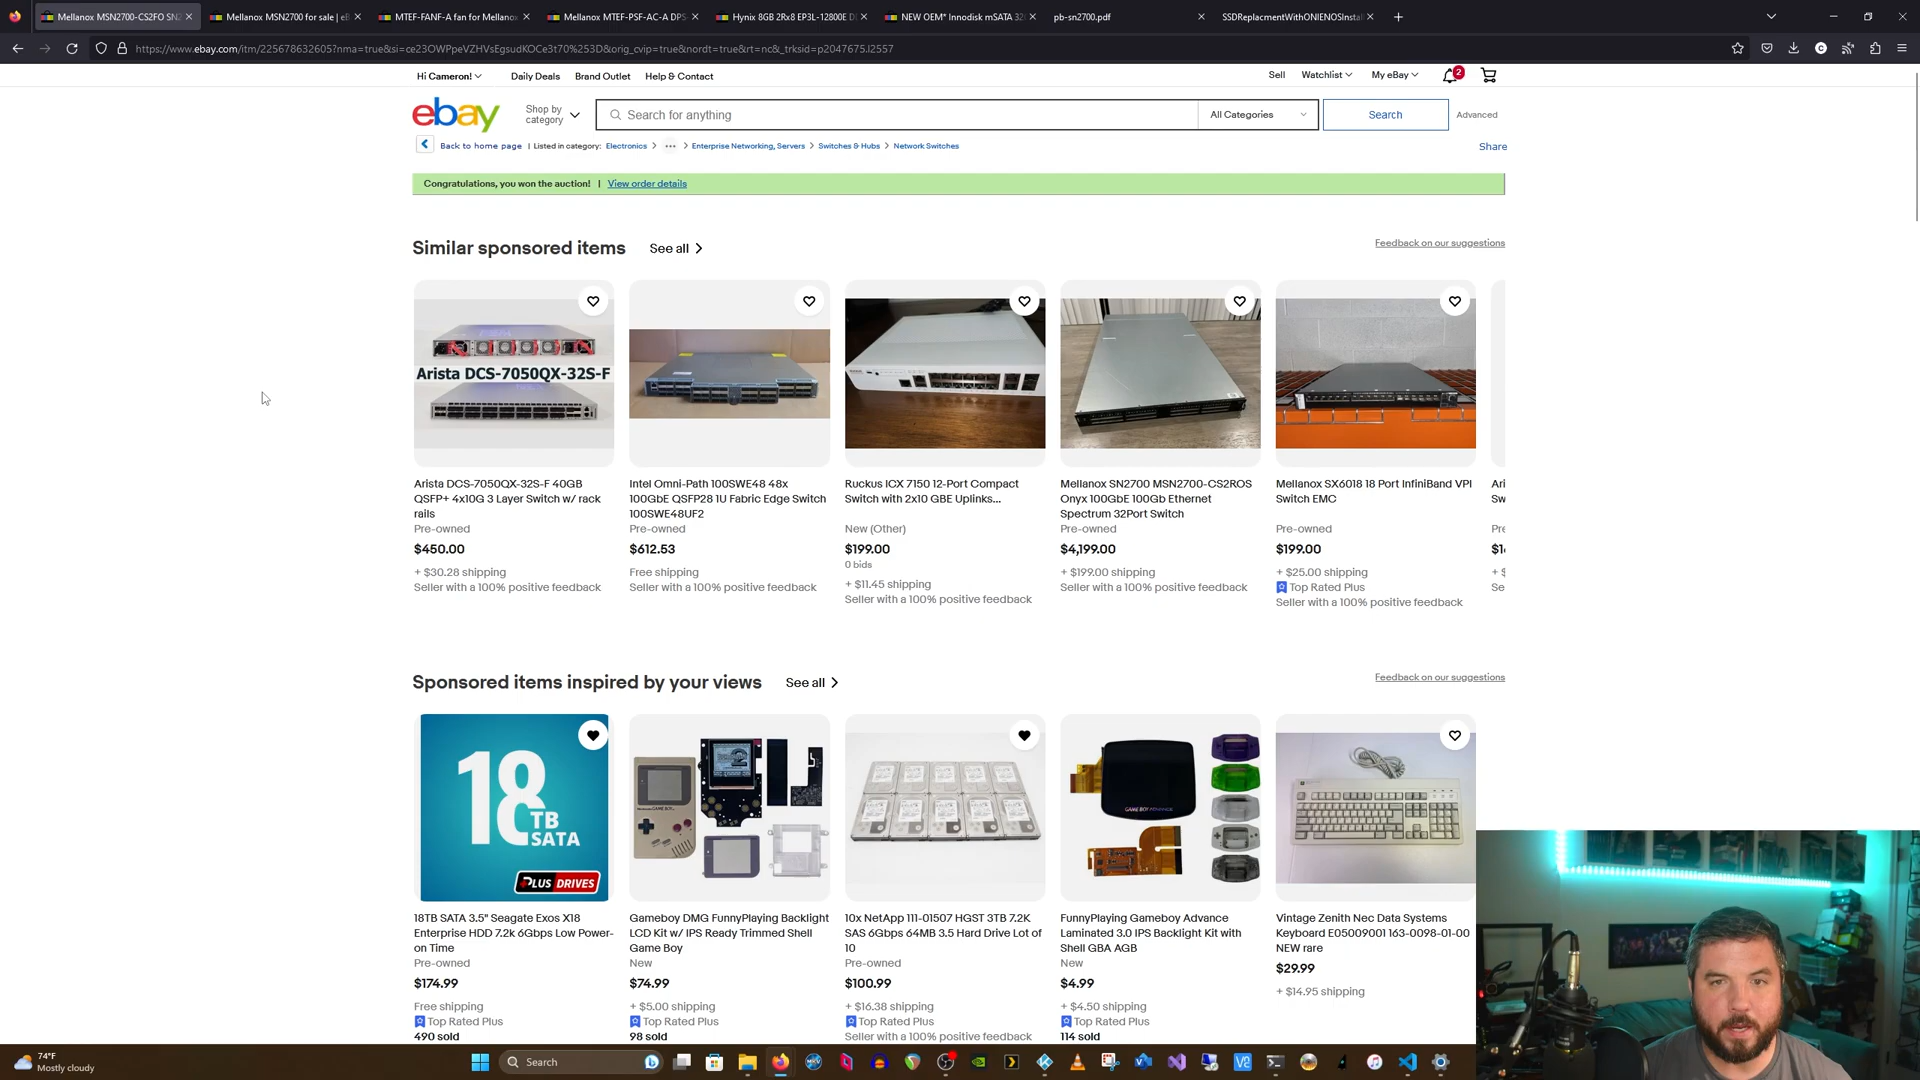 Mellanox MSN2700-CS2FO SN2
Mellanox MSN2700 for sale | eB
MTEF-FANF-A fan for Mellanox
Mellanox MTEF-PSF-AC-A DPS-
Hynix 8GB 2Rx8 EP3L-12800E D
NEW OEM* Innodisk mSATA 32
pb-sn2700.pdf
SSDReplacmentWithONIENOSInstal
https://www.ebay.com/itm/225678632605?nma=true&si=ce23OWPpeVZHVsEgsudKOCe3t70%253D&orig_cvip=true&nordt=true&rt=nc&_trksid=p2047675.l2557
Hi Cameron!
Daily Deals
Brand Outlet
Help & Contact
Sell
Watchlist
My eBay
2
ebay
Shop by
category
Search for anything
All Categories
Search
Advanced
Back to home page
| Listed in category:
Electronics
Enterprise Networking, Servers
Switches & Hubs
Network Switches
Share
Congratulations, you won the auction! | View order details
Similar sponsored items
See all
Feedback on our suggestions
Arista DCS-7050QX-32S-F
Arista DCS-7050QX-32S-F 40GB
QSFP+ 4x10G 3 Layer Switch w/ rack
rails
Pre-owned
$450.00
+ $30.28 shipping
Seller with a 100% positive feedback
Intel Omni-Path 100SWE48 48x
100GbE QSFP28 1U Fabric Edge Switch
100SWE48UF2
Pre-owned
$612.53
Free shipping
Seller with a 100% positive feedback
Ruckus ICX 7150 12-Port Compact
Switch with 2x10 GBE Uplinks...
New (Other)
$199.00
0 bids
+ $11.45 shipping
Seller with a 100% positive feedback
Mellanox SN2700 MSN2700-CS2ROS
Onyx 100GbE 100Gb Ethernet
Spectrum 32Port Switch
Pre-owned
$4,199.00
+ $199.00 shipping
Seller with a 100% positive feedback
Mellanox SX6018 18 Port InfiniBand VPI
Switch EMC
Pre-owned
$199.00
+ $25.00 shipping
Top Rated Plus
Seller with a 100% positive feedback
Ari
Sw
Pre
+ $
Se
Sponsored items inspired by your views
See all
Feedback on our suggestions
18
TB
SATA
PLUS DRIVES
18TB SATA 3.5" Seagate Exos X18
Enterprise HDD 7.2k 6Gbps Low Power-
on Time
Pre-owned
$174.99
Free shipping
Top Rated Plus
490 sold
Gameboy DMG FunnyPlaying Backlight
LCD Kit w/ IPS Ready Trimmed Shell
Game Boy
New
$74.99
+ $5.00 shipping
Top Rated Plus
98 sold
10x NetApp 111-01507 HGST 3TB 7.2K
SAS 6Gbps 64MB 3.5 Hard Drive Lot of
10
Pre-owned
$100.99
+ $16.38 shipping
Top Rated Plus
Seller with a 100% positive feedback
GAME BOY ADVANCE
FunnyPlaying Gameboy Advance
Laminated 3.0 IPS Backlight Kit with
Shell GBA AGB
New
$4.99
+ $4.50 shipping
Top Rated Plus
114 sold
Vintage Zenith Nec Data Systems
Keyboard E05009001 163-0098-01-00
NEW rare
$29.99
+ $14.95 shipping
74°F
Mostly cloudy
Search